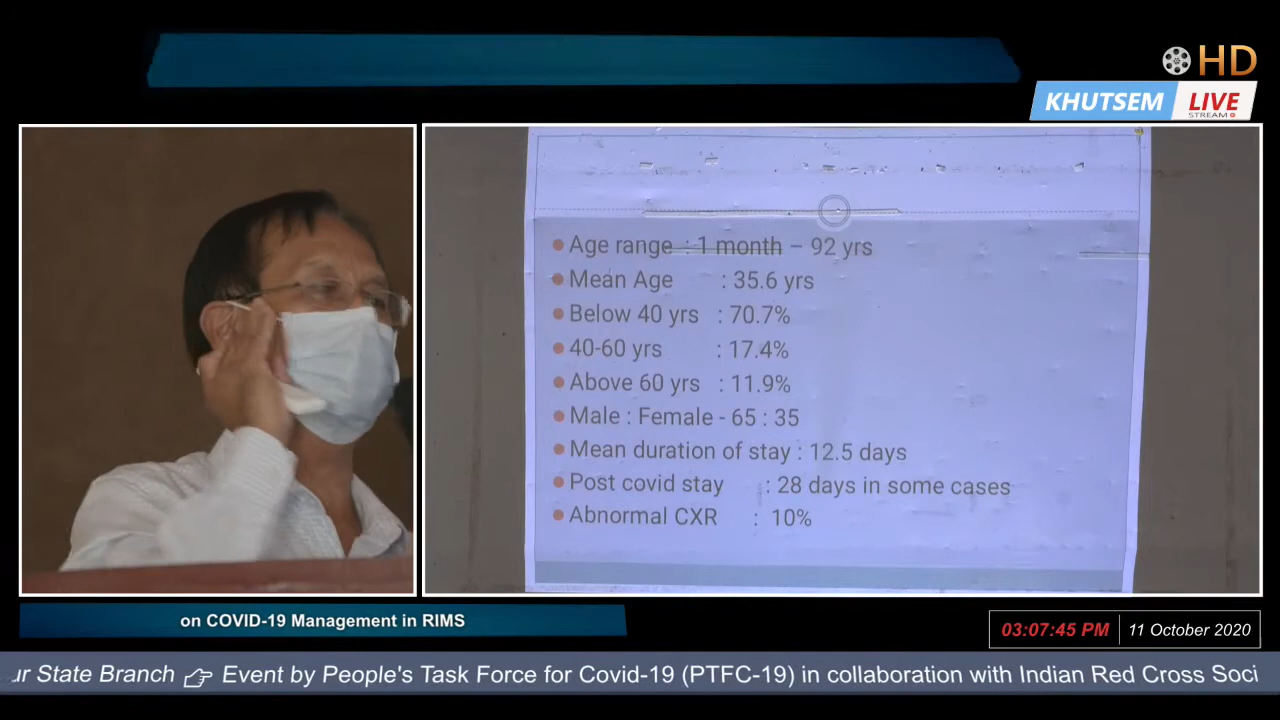 HD
KHUTSEM LIVE
STREAM
Age range : 1 month – 92 yrs
Mean Age : 35.6 yrs
Below 40 yrs : 70.7%
40-60 yrs : 17.4%
Above 60 yrs : 11.9%
Male : Female - 65 : 35
Mean duration of stay : 12.5 days
Post covid stay : 28 days in some cases
Abnormal CXR : 10%
on COVID-19 Management in RIMS
03:07:45 PM 11 October 2020
ur State Branch Event by People's Task Force for Covid-19 (PTFC-19) in collaboration with Indian Red Cross Soci